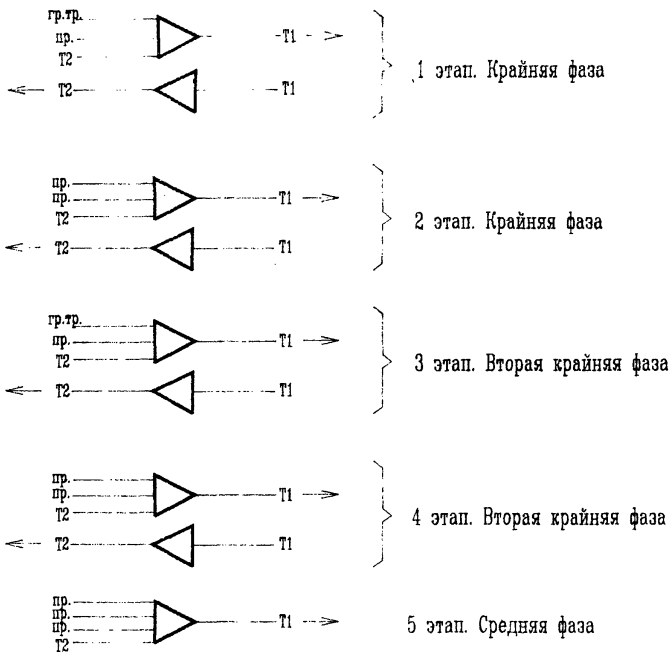 гр.тр.
пр. Т1
Т2
Т2 Т1
1 этап. Крайняя фаза
пр.
пр. Т1
Т2
Т2 Т1
2 этап. Крайняя фаза
гр.тр.
пр. Т1
Т2
Т2 Т1
3 этап. Вторая крайняя фаза
пр.
пр. Т1
Т2
Т2 Т1
4 этап. Вторая крайняя фаза
пр.
пр.
пр. Т1
Т2
5 этап. Средняя фаза